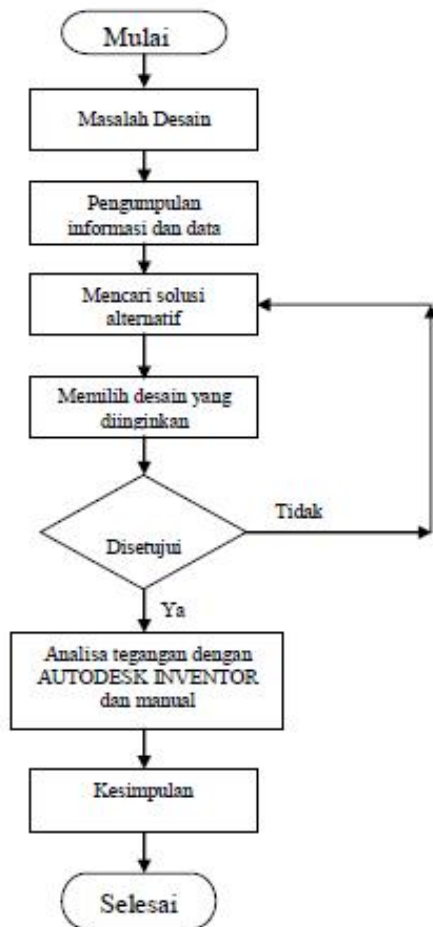 Mulai
Masalah Desain
Pengumpulan
informasi dan data
Mencari solusi
alternatif
Memilih desain yang
diinginkan
Disetujui
Tidak
Ya
Analisa tegangan dengan
AUTODESK INVENTOR
dan manual
Kesimpulan
Selesai